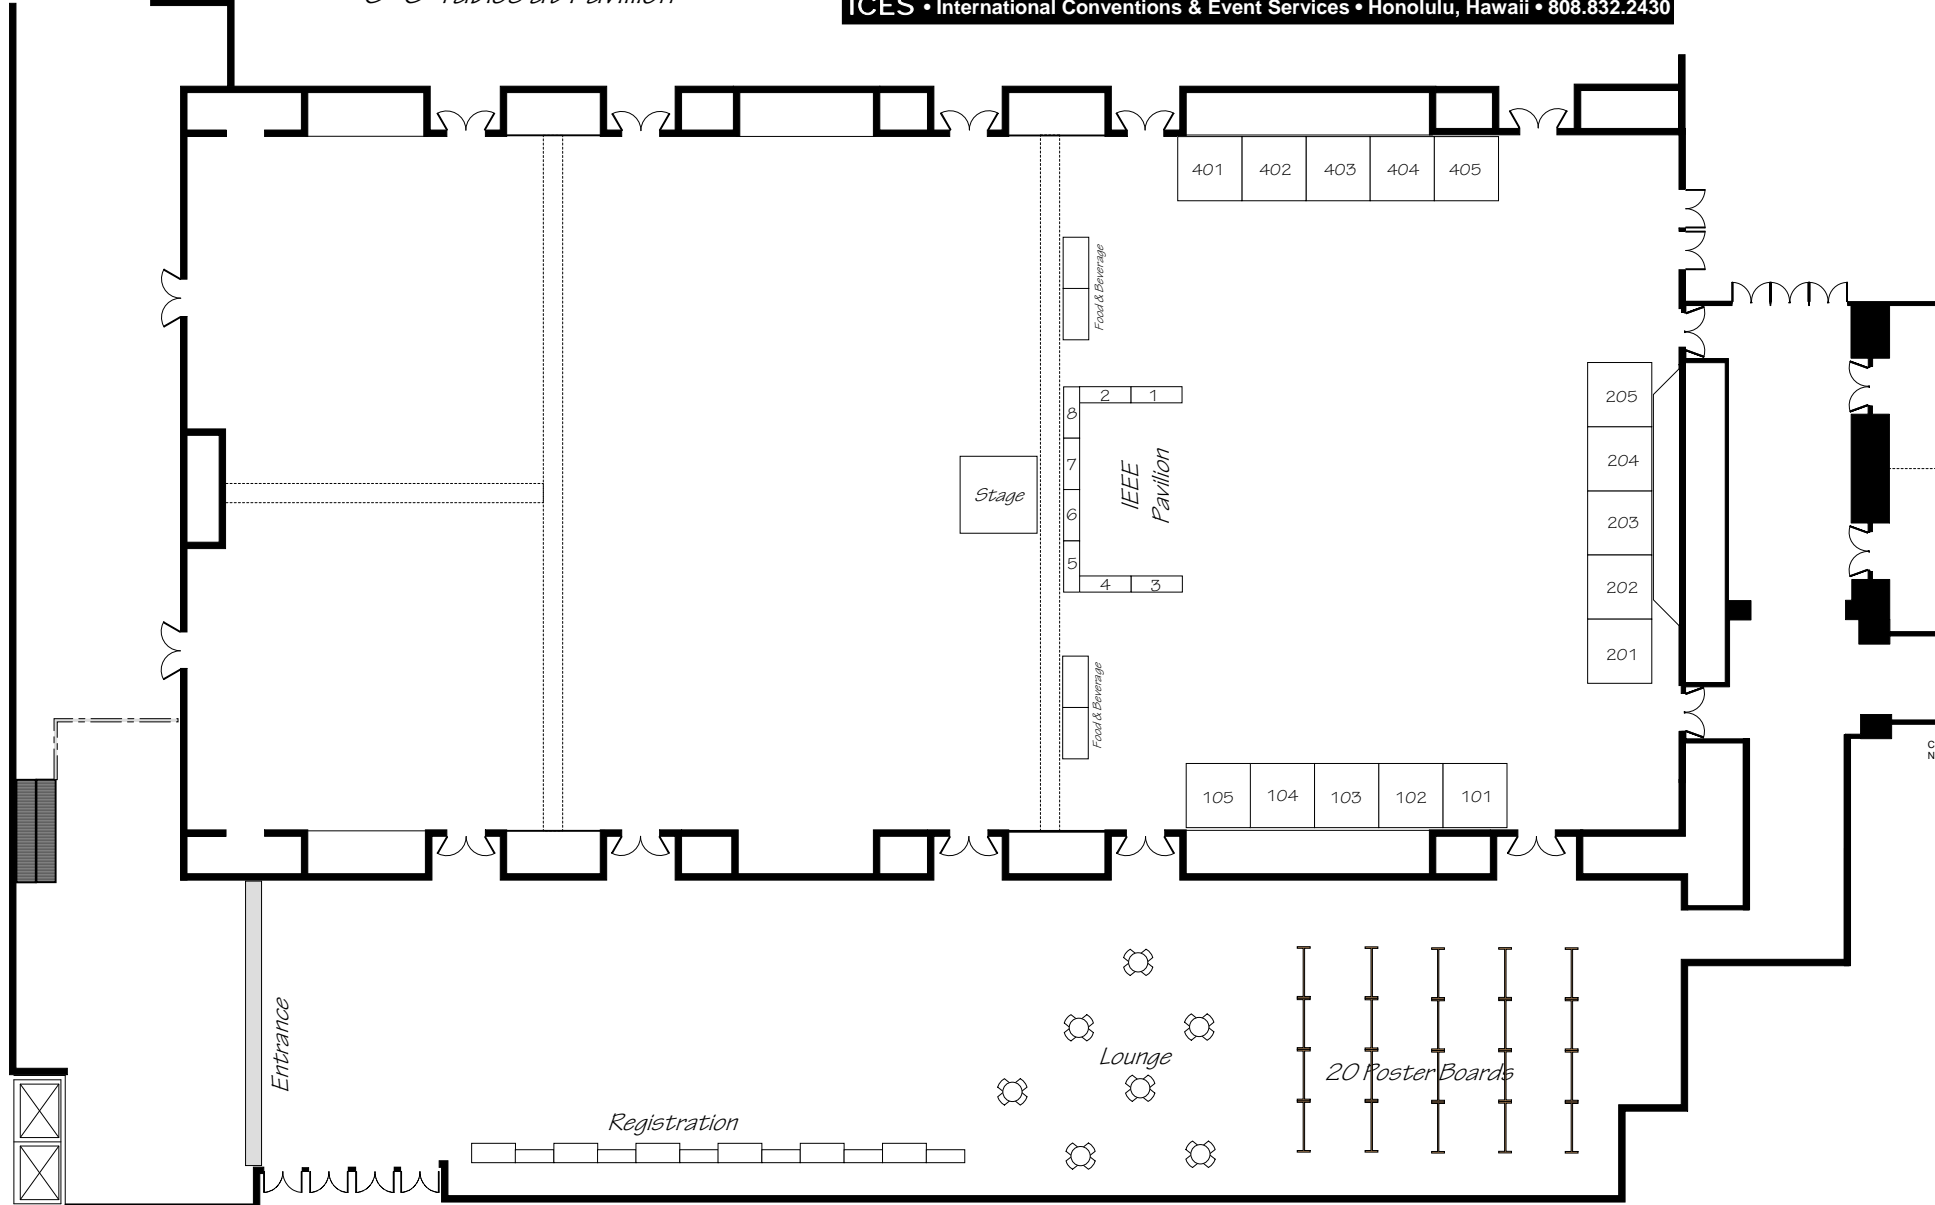 ICES • International Conventions & Event Services • Honolulu, Hawaii • 808.832.2430
401 402 403 404 405
Food & Beverage
2 1
8
7
6
5
4 3
IEEE
Pavilion
Stage
205
204
203
202
201
Food & Beverage
105 104 103 102 101
Entrance
Lounge
20 Poster Boards
Registration